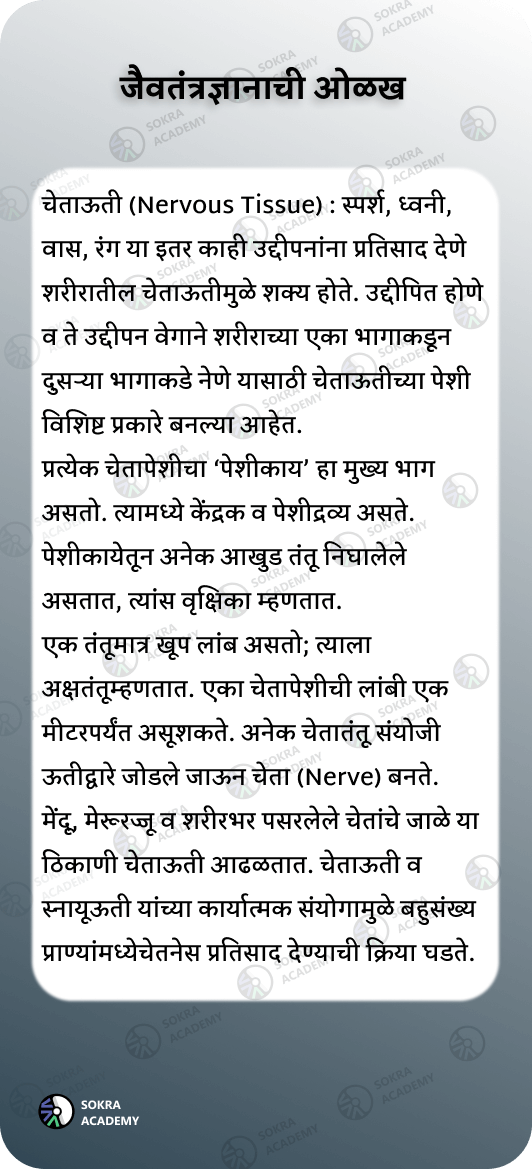 जैवतंत्रज्ञानाची ओळख
चेताऊती (Nervous Tissue) : स्पर्श, ध्वनी,
वास, रंग या इतर काही उद्दीपनांना प्रतिसाद देणे
शरीरातील चेताऊतीमुळे शक्य होते. उद्दीपित होणे
व ते उद्दीपन वेगाने शरीराच्या एका भागाकडून
दुसऱ्या भागाकडे नेणे यासाठी चेताऊतीच्या पेशी
विशिष्ट प्रकारे बनल्या आहेत.
प्रत्येक चेतापेशीचा ‘पेशीकाय’ हा मुख्य भाग
असतो. त्यामध्ये केंद्रक व पेशीद्रव्य असते.
पेशीकायेतून अनेक आखुड तंतू निघालेले
असतात, त्यांस वृक्षिका म्हणतात.
एक तंतूमात्र खूप लांब असतो; त्याला
अक्षतंतूम्हणतात. एका चेतापेशीची लांबी एक
मीटरपर्यंत असूशकते. अनेक चेतातंतू संयोजी
ऊतीद्वारे जोडले जाऊन चेता (Nerve) बनते.
मेंदू, मेरूरज्जू व शरीरभर पसरलेले चेतांचे जाळे या
ठिकाणी चेताऊती आढळतात. चेताऊती व
स्नायूऊती यांच्या कार्यात्मक संयोगामुळे बहुसंख्य
प्राण्यांमध्येचेतनेस प्रतिसाद देण्याची क्रिया घडते.
SOKRA
ACADEMY